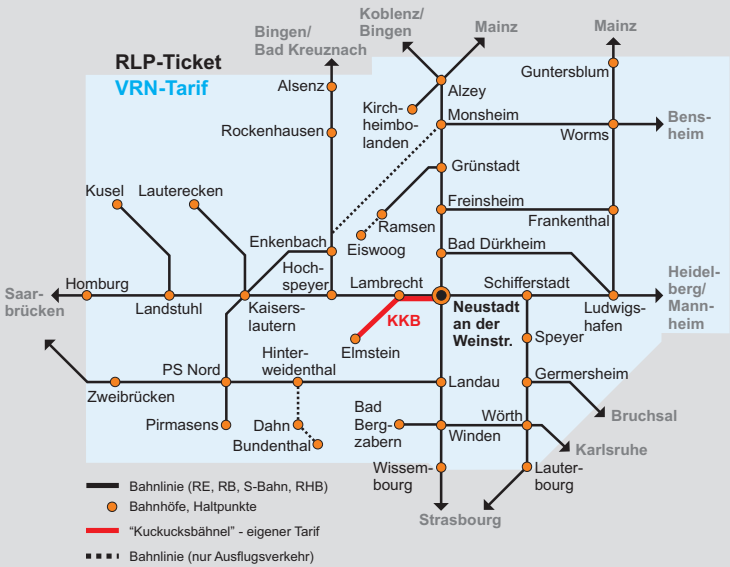 Koblenz/
Bingen
Mainz
Mainz
Bingen/
Bad Kreuznach
RLP-Ticket
VRN-Tarif
Guntersblum
Alsenz
Alzey
Kirch-
heimbo-
landen
Monsheim
Bens-
heim
Rockenhausen
Worms
Grünstadt
Kusel
Lauterecken
Freinsheim
Ramsen
Frankenthal
Enkenbach
Eiswoog
Bad Dürkheim
Hoch-
speyer
Homburg
Lambrecht
Schifferstadt
Heidel-
berg/
Mann-
heim
Saar-
brücken
Landstuhl
Kaisers-
lautern
KKB
Neustadt
an der
Weinstr.
Ludwigs-
hafen
Elmstein
Speyer
PS Nord
Hinter-
weidenthal
Landau
Germersheim
Zweibrücken
Bad
Berg-
zabern
Bruchsal
Pirmasens
Dahn
Wörth
Bundenthal
Winden
Karlsruhe
Wissem-
bourg
Lauter-
bourg
Strasbourg
Bahnlinie (RE, RB, S-Bahn, RHB)
Bahnhöfe, Haltpunkte
"Kuckucksbähnel" - eigener Tarif
Bahnlinie (nur Ausflugsverkehr)